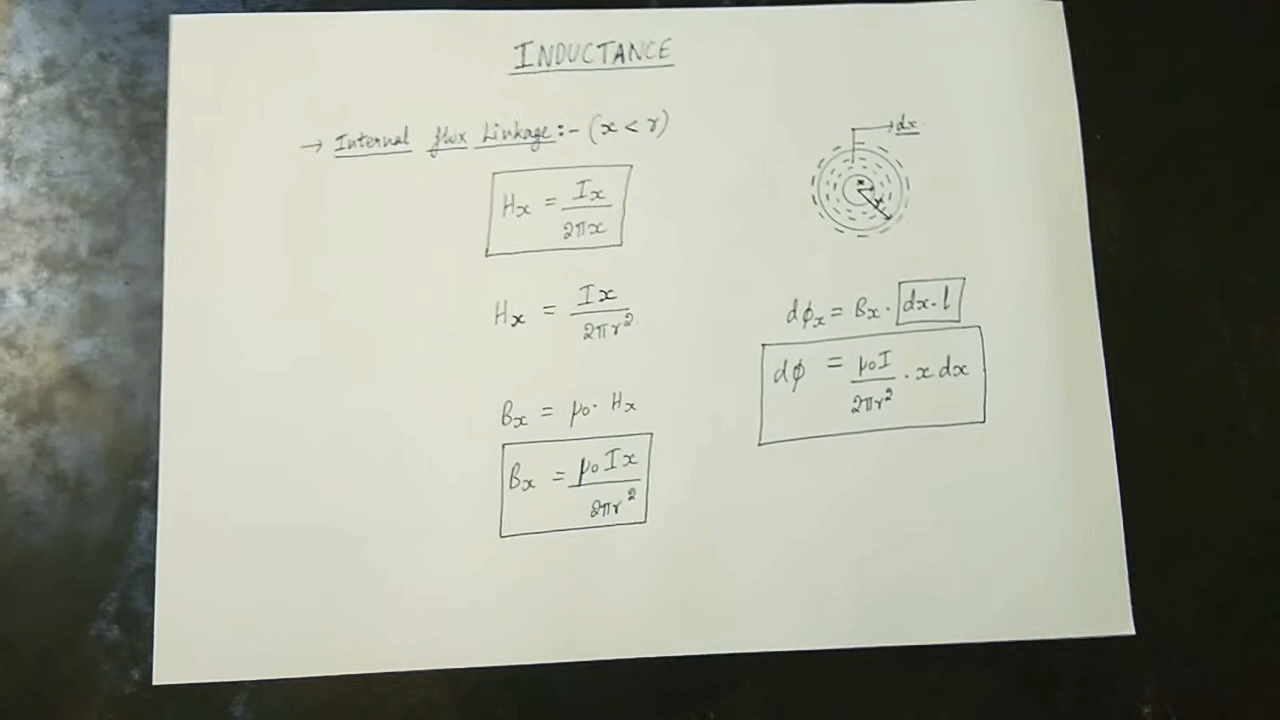 INDUCTANCE
→ Internal flux Linkage:- (x < r)
Hx = Ix / 2πx
Hx = Ix / 2πr²
Bx = μ₀ · Hx
Bx = μ₀Ix / 2πr²
dx
x
r
dϕx = Bx · dx · l
dϕ = μ₀I / 2πr² · x dx